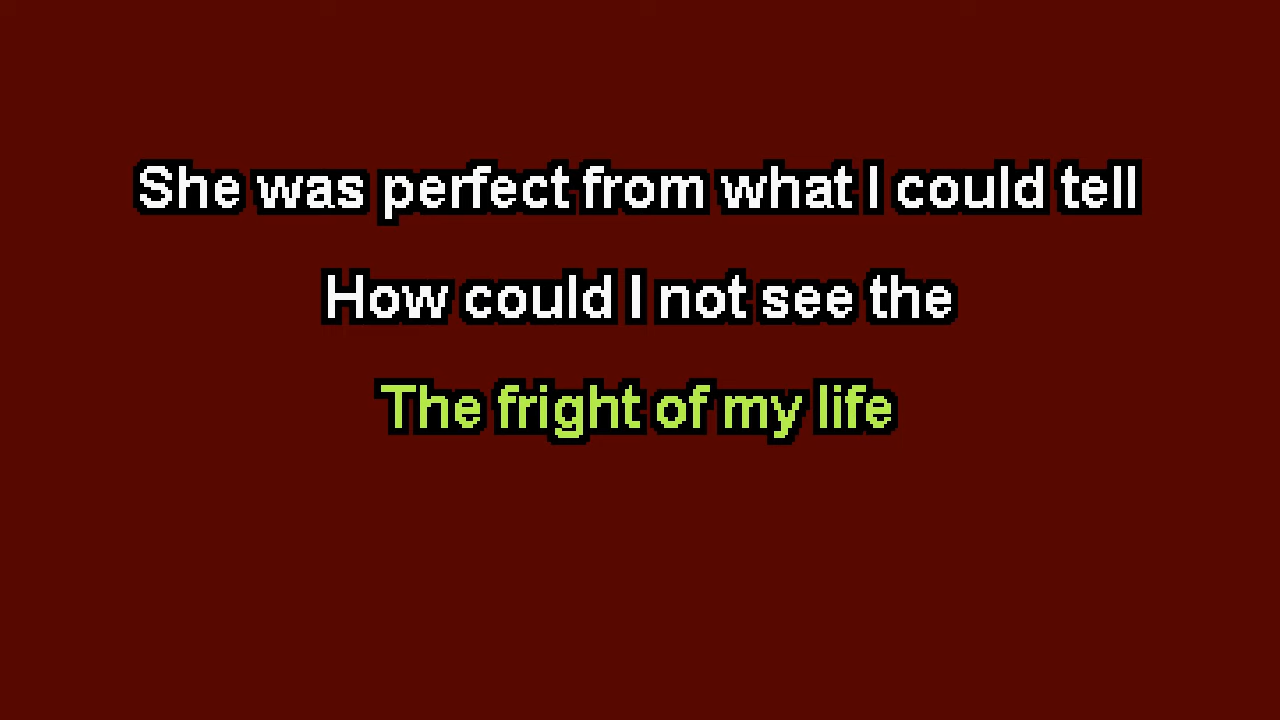 She was perfect from what I could tell
How could I not see the
The fright of my life